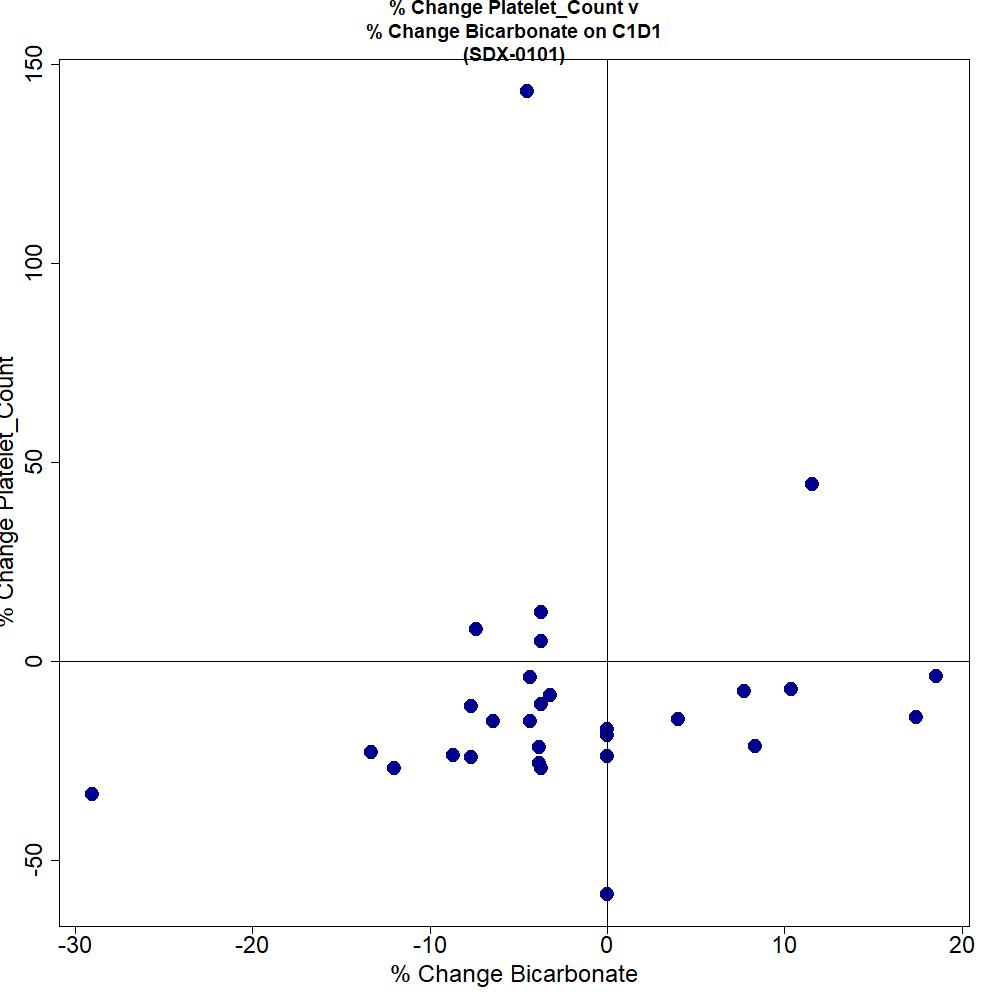 % Change Platelet_Count v
% Change Bicarbonate on C1D1
(SDX-0101)
150
100
50
0
-50
% Change Platelet_Count
-30
-20
-10
0
10
20
% Change Bicarbonate